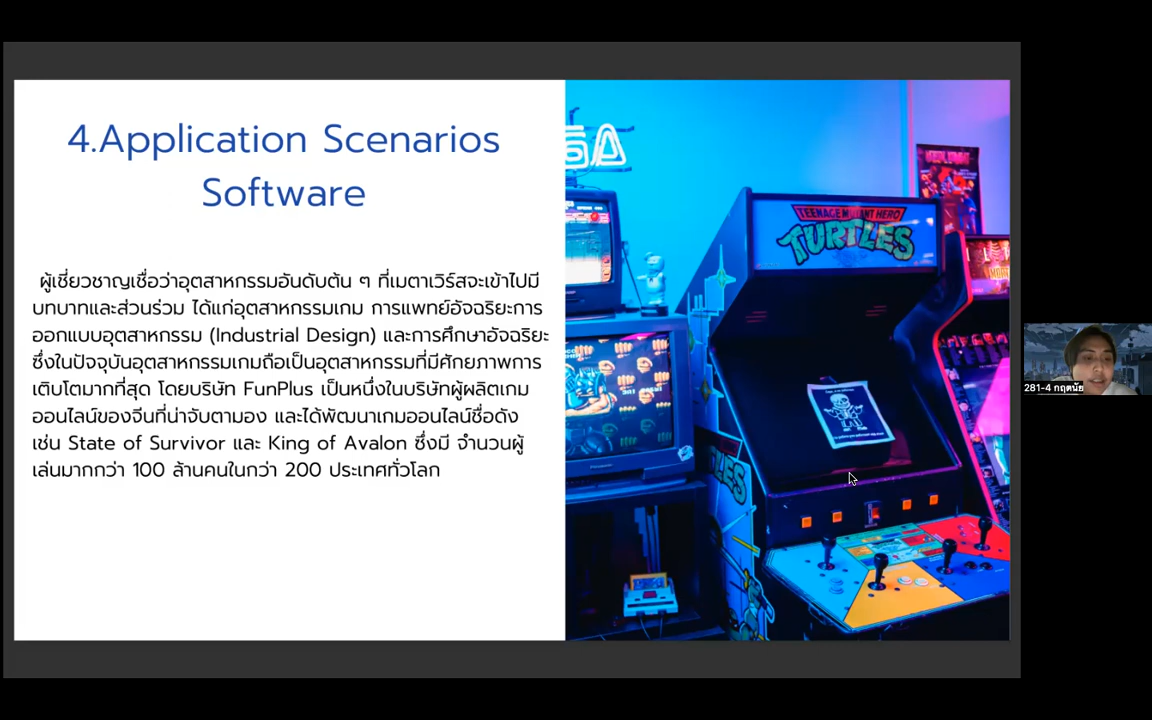 4.Application Scenarios
Software
ผู้เชี่ยวชาญเชื่อว่าอุตสาหกรรมอันดับต้น ๆ ที่เมตาเวิร์สจะเข้าไปมี
บทบาทและส่วนร่วม ได้แก่อุตสาหกรรมเกม การแพทย์อัจฉริยะการ
ออกแบบอุตสาหกรรม (Industrial Design) และการศึกษาอัจฉริยะ
ซึ่งในปัจจุบันอุตสาหกรรมเกมถือเป็นอุตสาหกรรมที่มีศักยภาพการ
เติบโตมากที่สุด โดยบริษัท FunPlus เป็นหนึ่งในบริษัทผู้ผลิตเกม
ออนไลน์ของจีนที่น่าจับตามอง และได้พัฒนาเกมออนไลน์ชื่อดัง
เช่น State of Survivor และ King of Avalon ซึ่งมี จำนวนผู้
เล่นมากกว่า 100 ล้านคนในกว่า 200 ประเทศทั่วโลก
TEENAGE MUTANT HERO
TURTLES
Panasonic
281-4 กฤตนัย